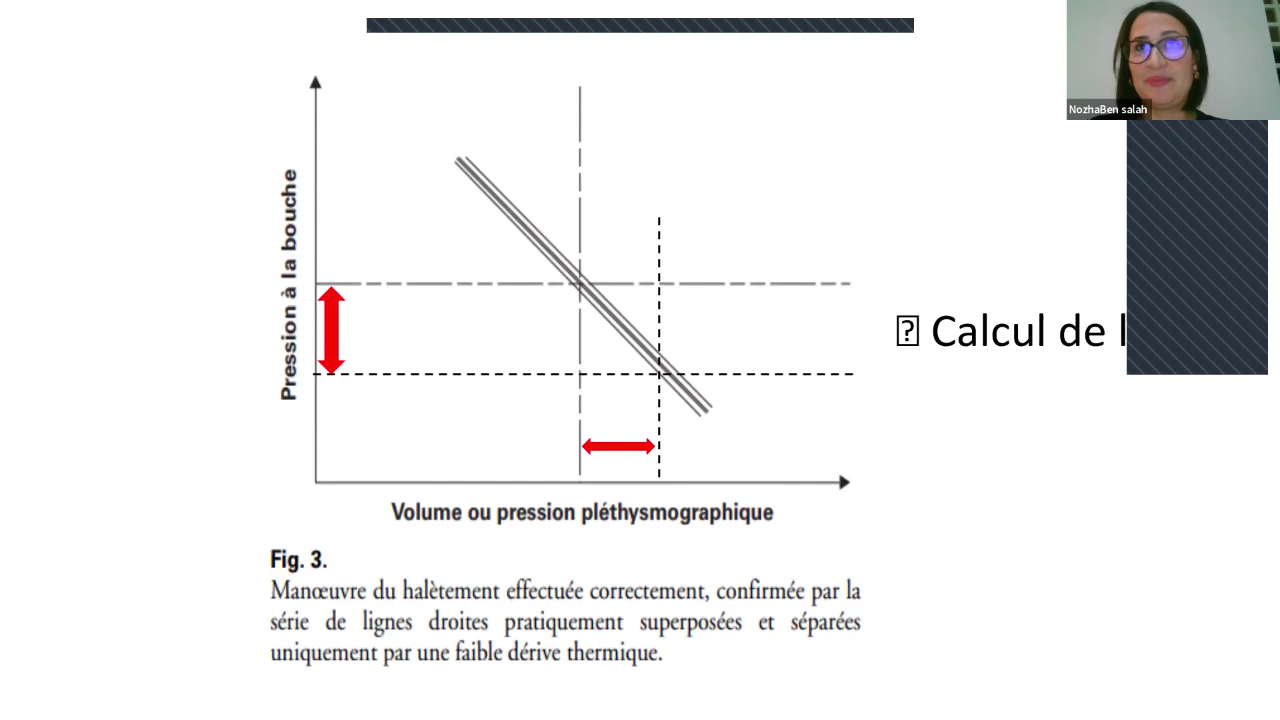 NozhaBen salah
Pression à la bouche
⍰ Calcul de l
Volume ou pression pléthysmographique
Fig. 3.
Manœuvre du halètement effectuée correctement, confirmée par la
série de lignes droites pratiquement superposées et séparées
uniquement par une faible dérive thermique.